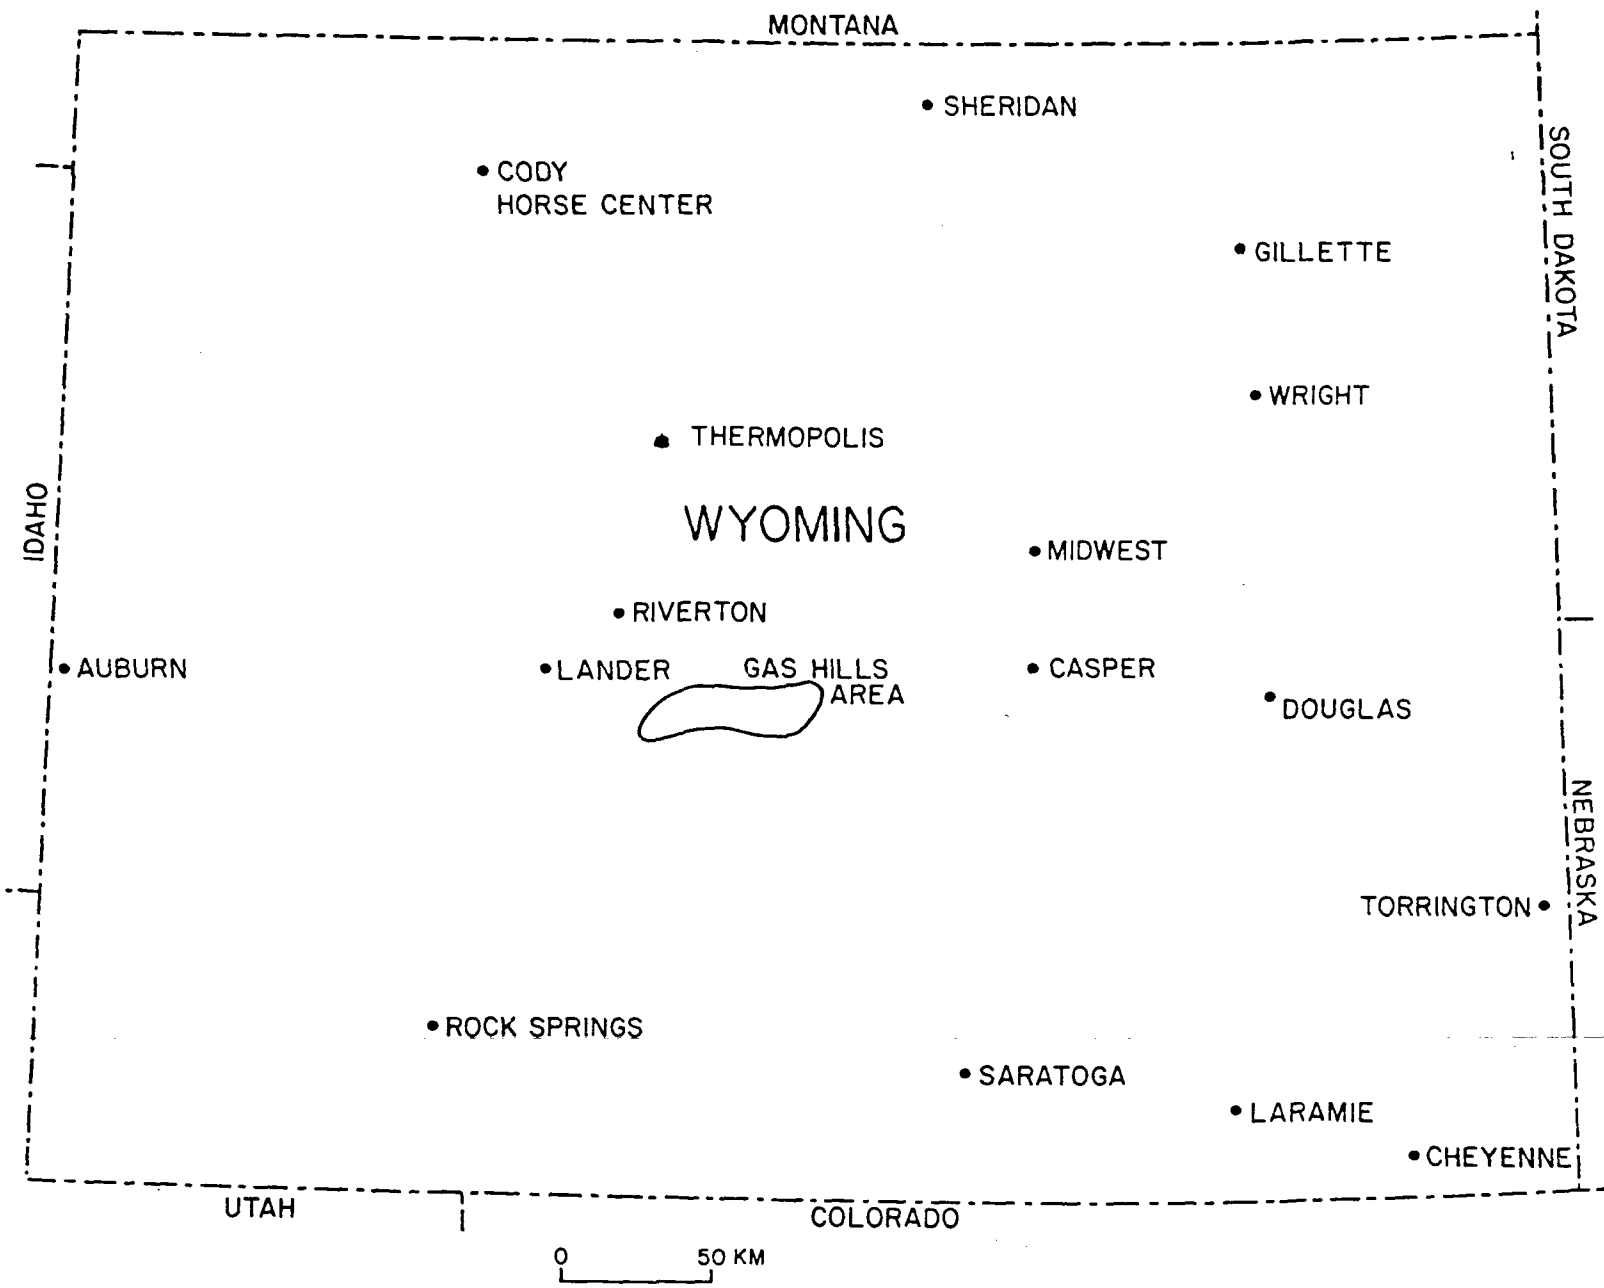 MONTANA
SHERIDAN
CODY
HORSE CENTER
SOUTH DAKOTA
GILLETTE
WRIGHT
THERMOPOLIS
IDAHO
WYOMING
MIDWEST
RIVERTON
AUBURN
LANDER
GAS HILLS
AREA
CASPER
DOUGLAS
NEBRASKA
TORRINGTON
ROCK SPRINGS
SARATOGA
LARAMIE
CHEYENNE
UTAH
COLORADO
0 50 KM